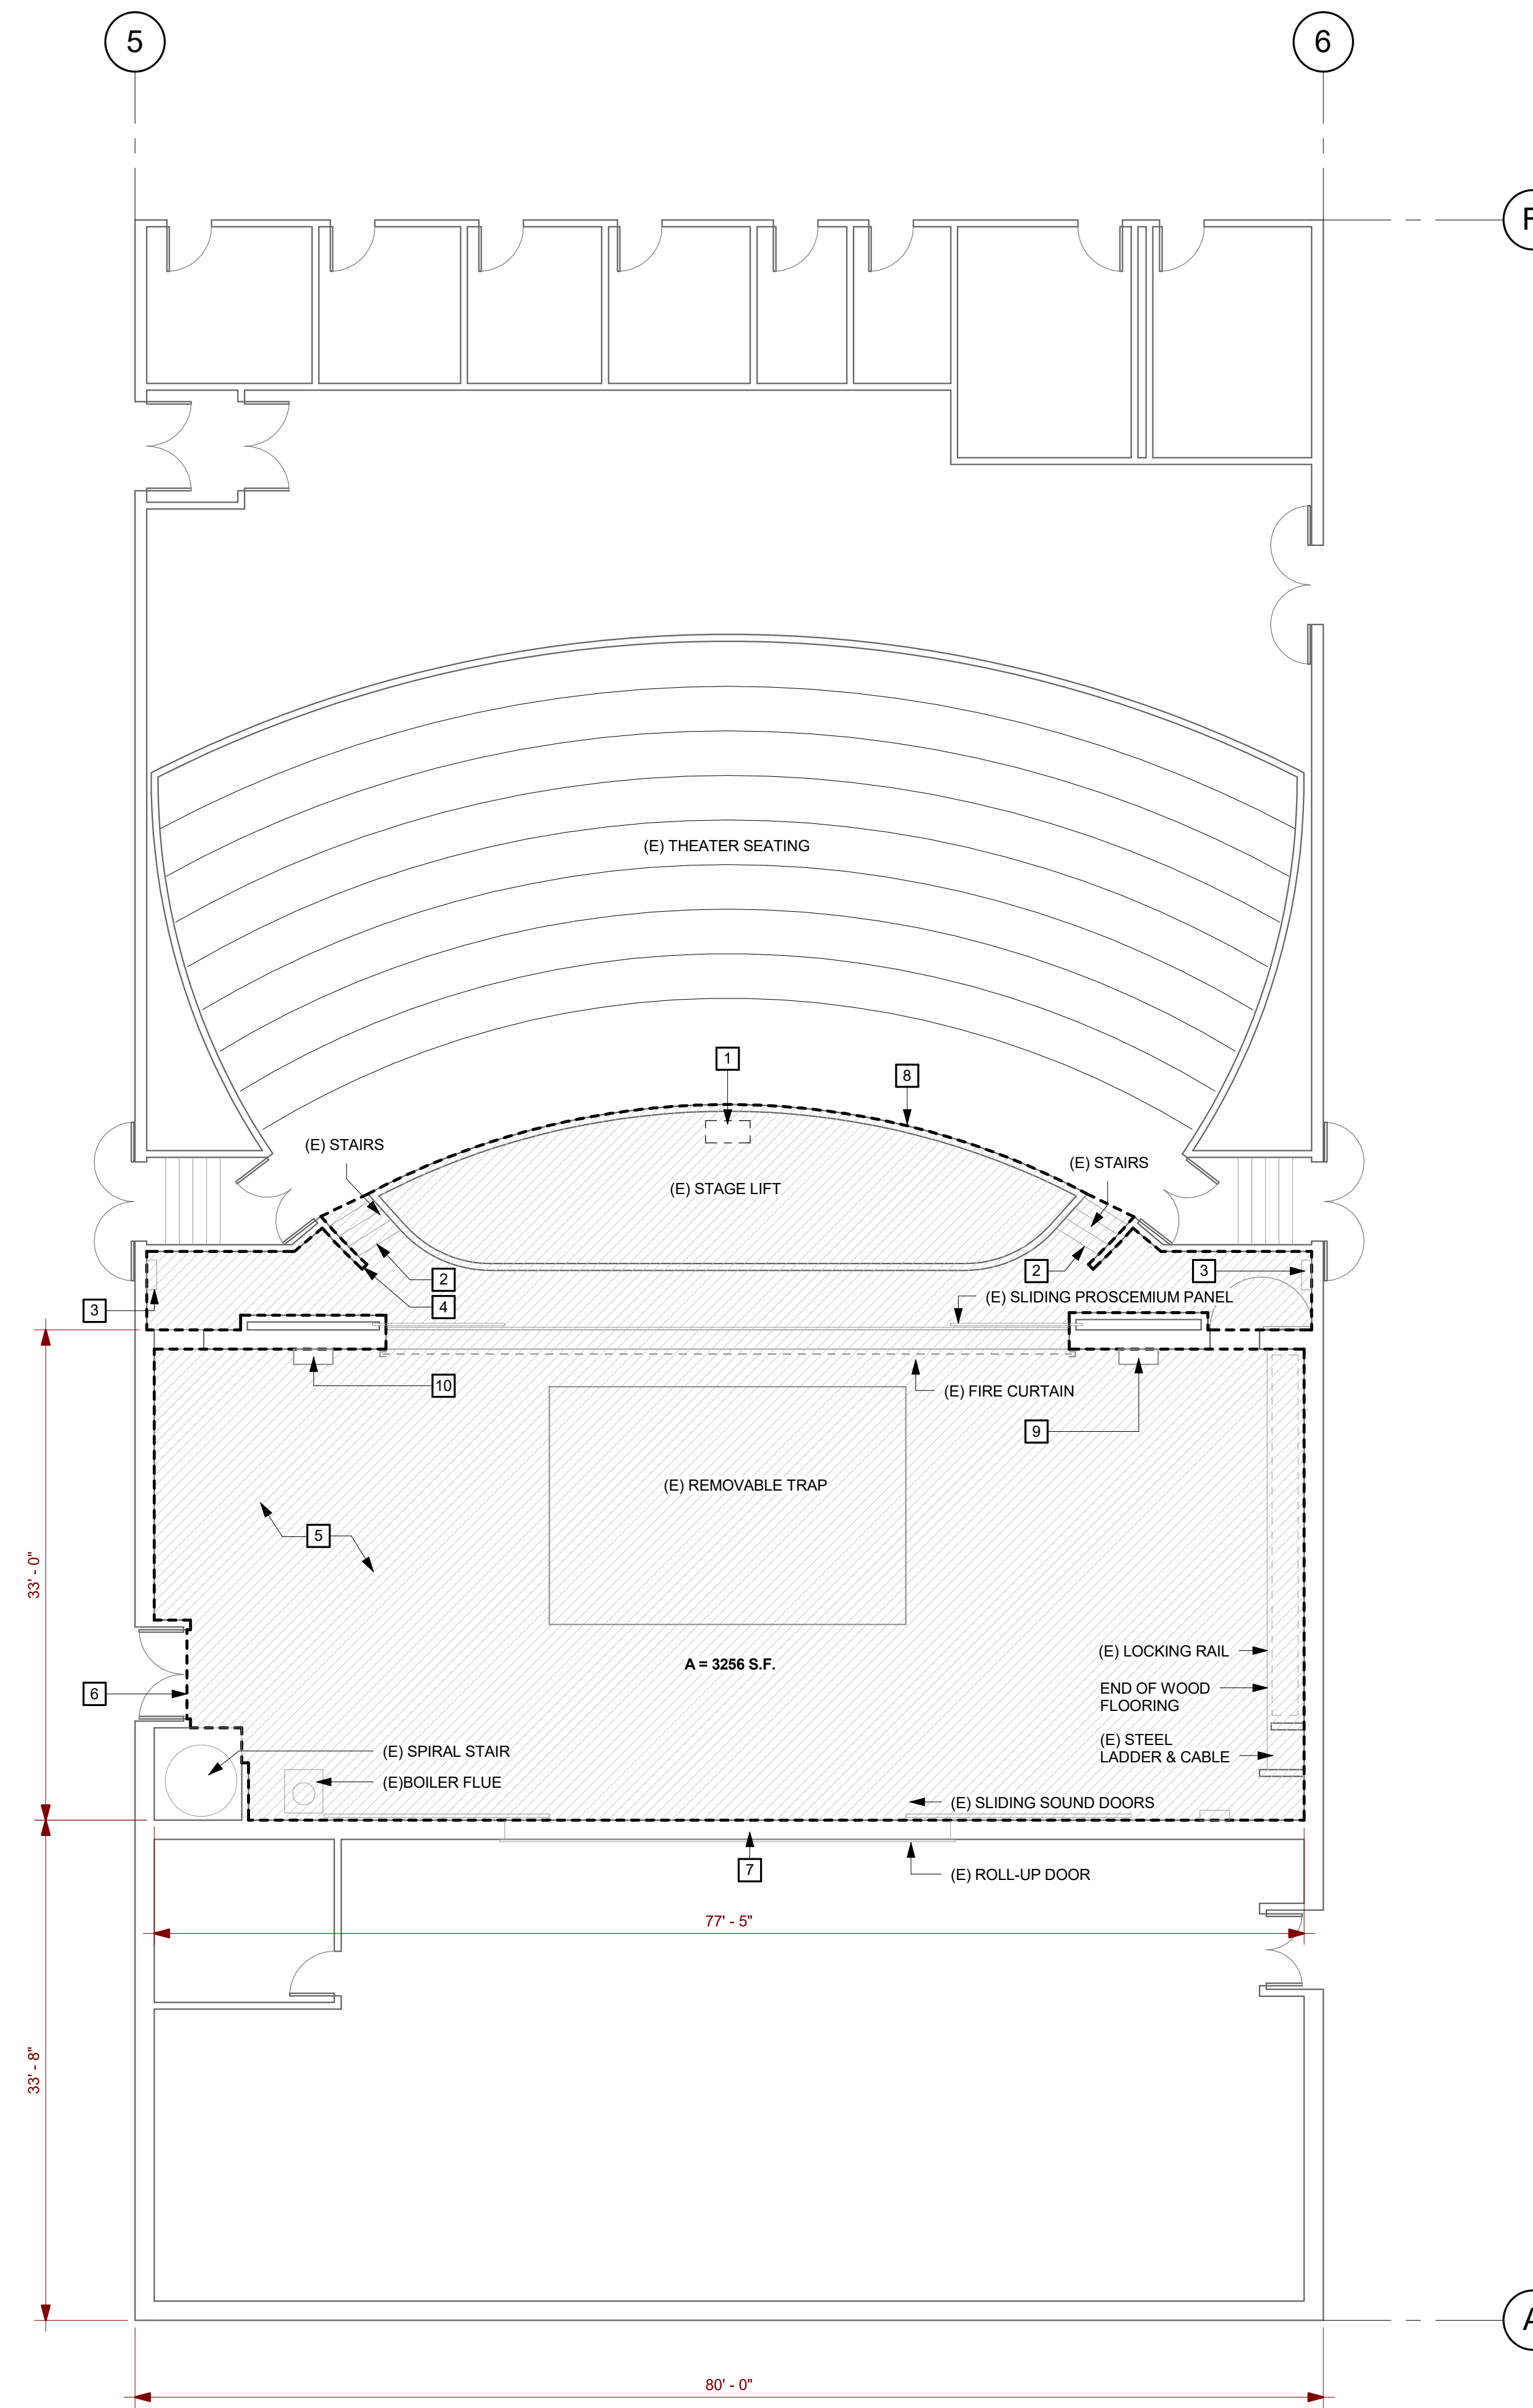 5
6
(E) THEATER SEATING
1
8
(E) STAIRS
(E) STAIRS
(E) STAGE LIFT
2
2
3
4
(E) SLIDING PROSCEMIUM PANEL
3
10
(E) FIRE CURTAIN
9
(E) REMOVABLE TRAP
5
33' - 0"
(E) LOCKING RAIL
A = 3256 S.F.
6
END OF WOOD
FLOORING
(E) STEEL
LADDER & CABLE
(E) SPIRAL STAIR
(E)BOILER FLUE
(E) SLIDING SOUND DOORS
7
(E) ROLL-UP DOOR
77' - 5"
33' - 8"
A
80' - 0"